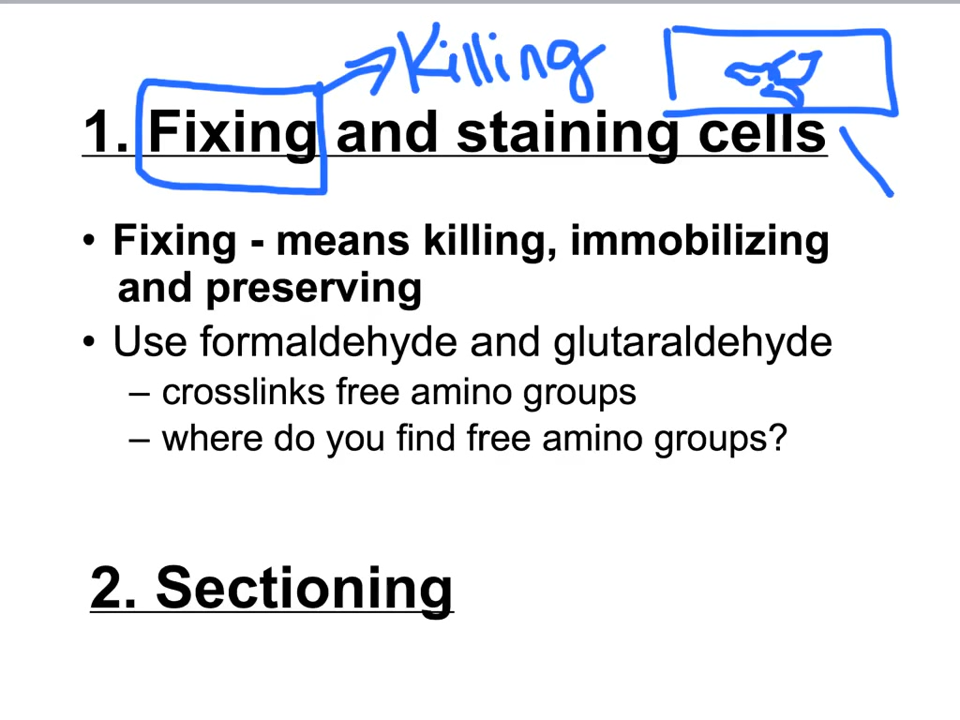 Killing
1. Fixing and staining cells
• Fixing - means killing, immobilizing
and preserving
• Use formaldehyde and glutaraldehyde
– crosslinks free amino groups
– where do you find free amino groups?
2. Sectioning